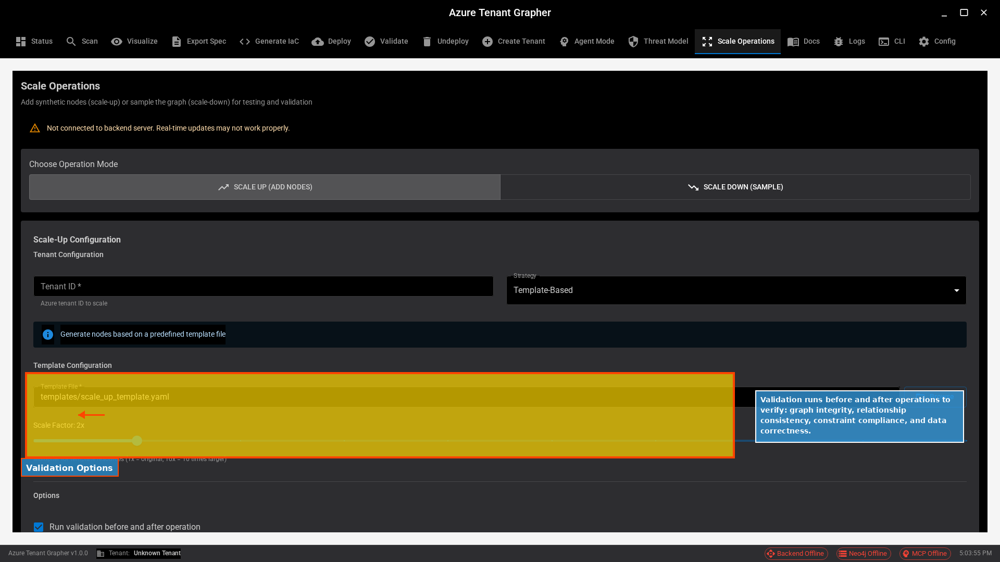 Azure Tenant Grapher
Status Scan Visualize Export Spec Generate IaC Deploy Validate Undeploy Create Tenant Agent Mode Threat Model Scale Operations Docs Logs CLI Config
Scale Operations
Add synthetic nodes (scale-up) or sample the graph (scale-down) for testing and validation
Not connected to backend server. Real-time updates may not work properly.
Choose Operation Mode
SCALE UP (ADD NODES) SCALE DOWN (SAMPLE)
Scale-Up Configuration
Tenant Configuration
Tenant ID *
Azure tenant ID to scale
Strategy
Template-Based
Generate nodes based on a predefined template file
Template Configuration
Template File *
templates/scale_up_template.yaml
Validation runs before and after operations to
verify: graph integrity, relationship
consistency, constraint compliance, and data
correctness.
Scale Factor: 2x
(1x = original, 10x = 10 times larger)
Validation Options
Options
Run validation before and after operation
Azure Tenant Grapher v1.0.0 Tenant: Unknown Tenant Backend Offline Neo4j Offline MCP Offline 5:03:55 PM